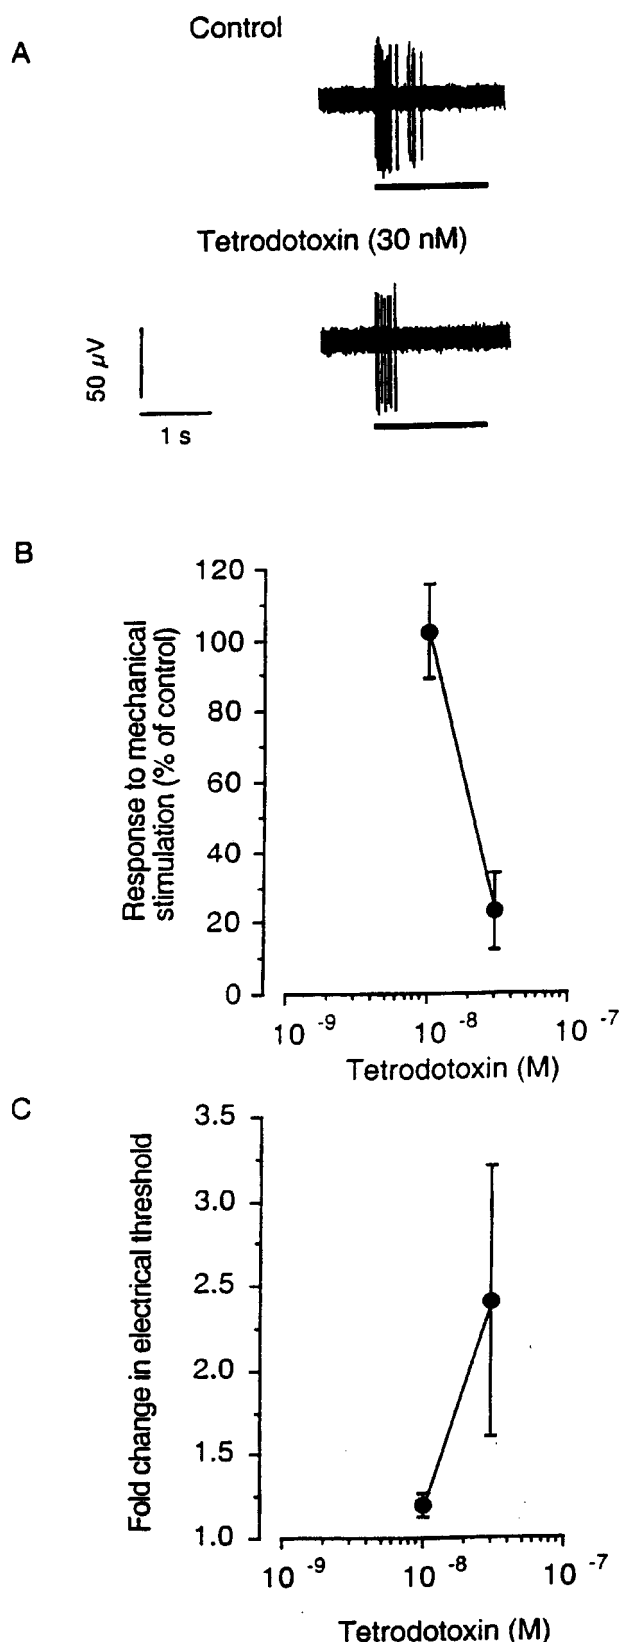 Control
A
Tetrodotoxin (30 nM)
50 μV
1 s
B
Response to mechanical
stimulation (% of control)
120
100
80
60
40
20
0
10 -9
10 -8
10 -7
Tetrodotoxin (M)
C
Fold change in electrical threshold
3.5
3.0
2.5
2.0
1.5
1.0
10 -9
10 -8
10 -7
Tetrodotoxin (M)